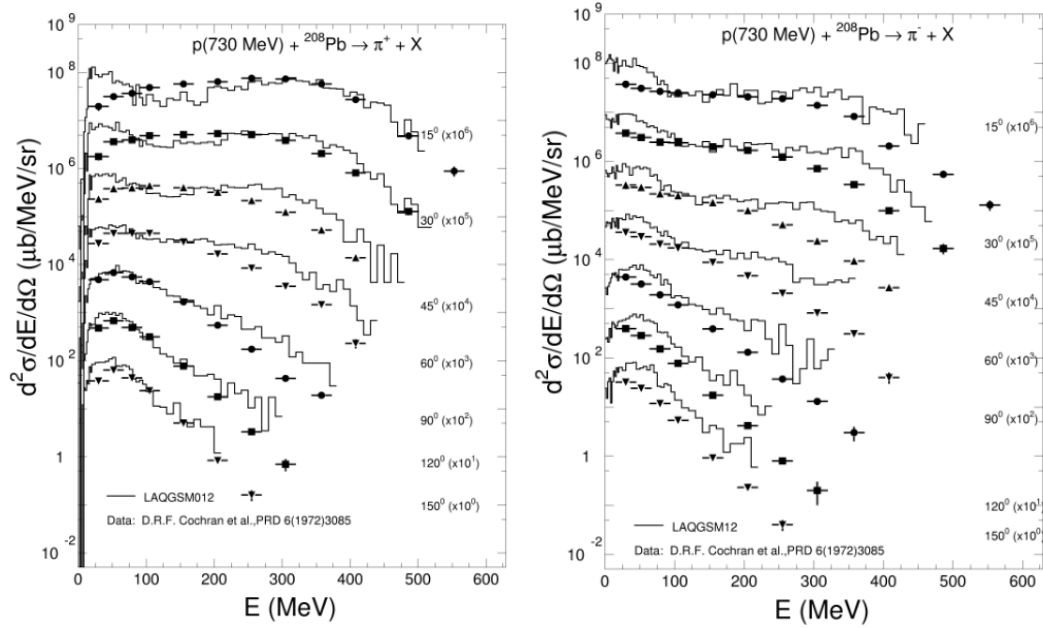 p(730 MeV) + ²⁰⁸Pb → π⁺ + X
d²σ/dE/dΩ (μb/MeV/sr)
10⁹
10⁸
10⁶
10⁴
10²
1
10⁻²
15⁰ (x10⁶)
30⁰ (x10⁵)
45⁰ (x10⁴)
60⁰ (x10³)
90⁰ (x10²)
120⁰ (x10¹)
150⁰ (x10⁰)
LAQGSM012
Data: D.R.F. Cochran et al.,PRD 6(1972)3085
0 100 200 300 400 500 600
E (MeV)
p(730 MeV) + ²⁰⁸Pb → π⁻ + X
d²σ/dE/dΩ (μb/MeV/sr)
10⁹
10⁸
10⁶
10⁴
10²
1
10⁻²
15⁰ (x10⁶)
30⁰ (x10⁵)
45⁰ (x10⁴)
60⁰ (x10³)
90⁰ (x10²)
120⁰ (x10¹)
150⁰ (x10⁰)
LAQGSM12
Data: D.R.F. Cochran et al.,PRD 6(1972)3085
0 100 200 300 400 500 600
E (MeV)